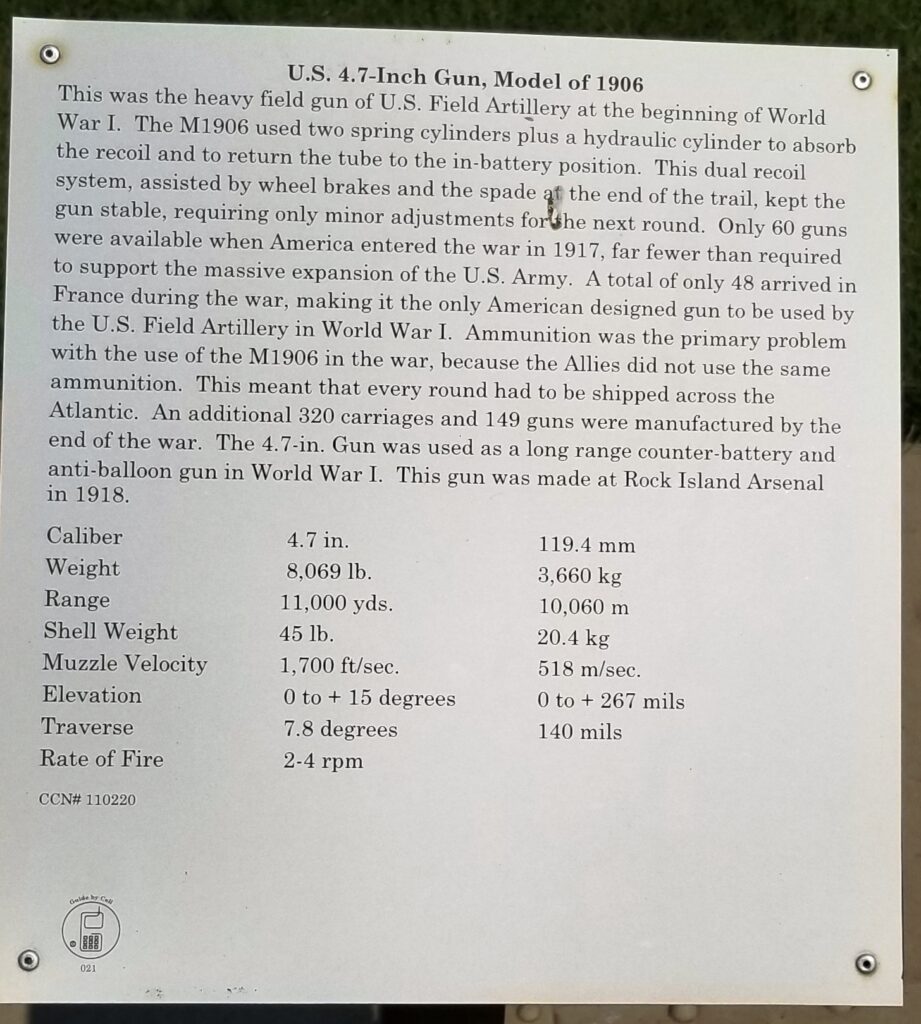 U.S. 4.7-Inch Gun, Model of 1906
This was the heavy field gun of U.S. Field Artillery at the beginning of World
War I. The M1906 used two spring cylinders plus a hydraulic cylinder to absorb
the recoil and to return the tube to the in-battery position. This dual recoil
system, assisted by wheel brakes and the spade at the end of the trail, kept the
gun stable, requiring only minor adjustments for the next round. Only 60 guns
were available when America entered the war in 1917, far fewer than required
to support the massive expansion of the U.S. Army. A total of only 48 arrived in
France during the war, making it the only American designed gun to be used by
the U.S. Field Artillery in World War I. Ammunition was the primary problem
with the use of the M1906 in the war, because the Allies did not use the same
ammunition. This meant that every round had to be shipped across the
Atlantic. An additional 320 carriages and 149 guns were manufactured by the
end of the war. The 4.7-in. Gun was used as a long range counter-battery and
anti-balloon gun in World War I. This gun was made at Rock Island Arsenal
in 1918.
Caliber 4.7 in. 119.4 mm
Weight 8,069 lb. 3,660 kg
Range 11,000 yds. 10,060 m
Shell Weight 45 lb. 20.4 kg
Muzzle Velocity 1,700 ft/sec. 518 m/sec.
Elevation 0 to + 15 degrees 0 to + 267 mils
Traverse 7.8 degrees 140 mils
Rate of Fire 2-4 rpm
CCN# 110220
Guide by Cell
021